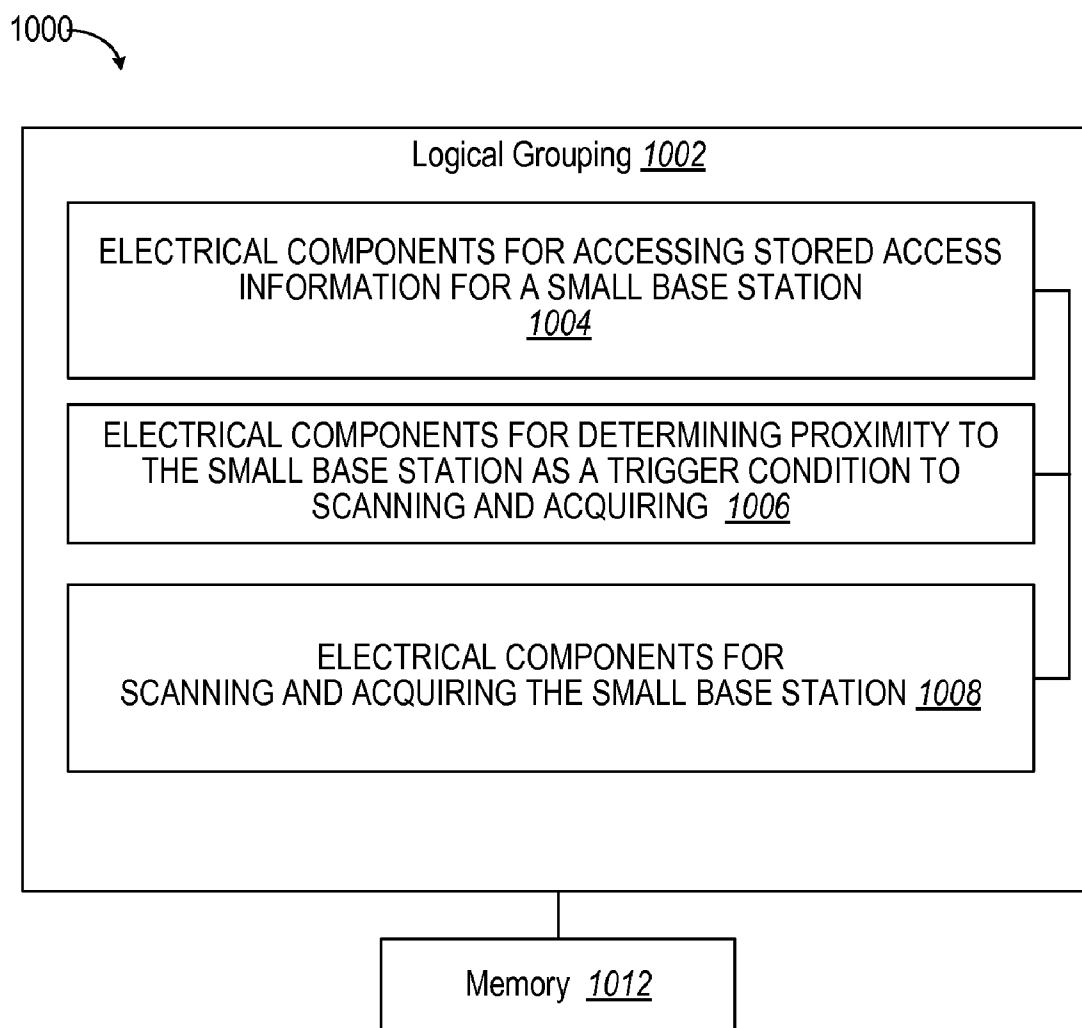 1000
Logical Grouping 1002
ELECTRICAL COMPONENTS FOR ACCESSING STORED ACCESS
INFORMATION FOR A SMALL BASE STATION
1004
ELECTRICAL COMPONENTS FOR DETERMINING PROXIMITY TO
THE SMALL BASE STATION AS A TRIGGER CONDITION TO
SCANNING AND ACQUIRING 1006
ELECTRICAL COMPONENTS FOR
SCANNING AND ACQUIRING THE SMALL BASE STATION 1008
Memory 1012